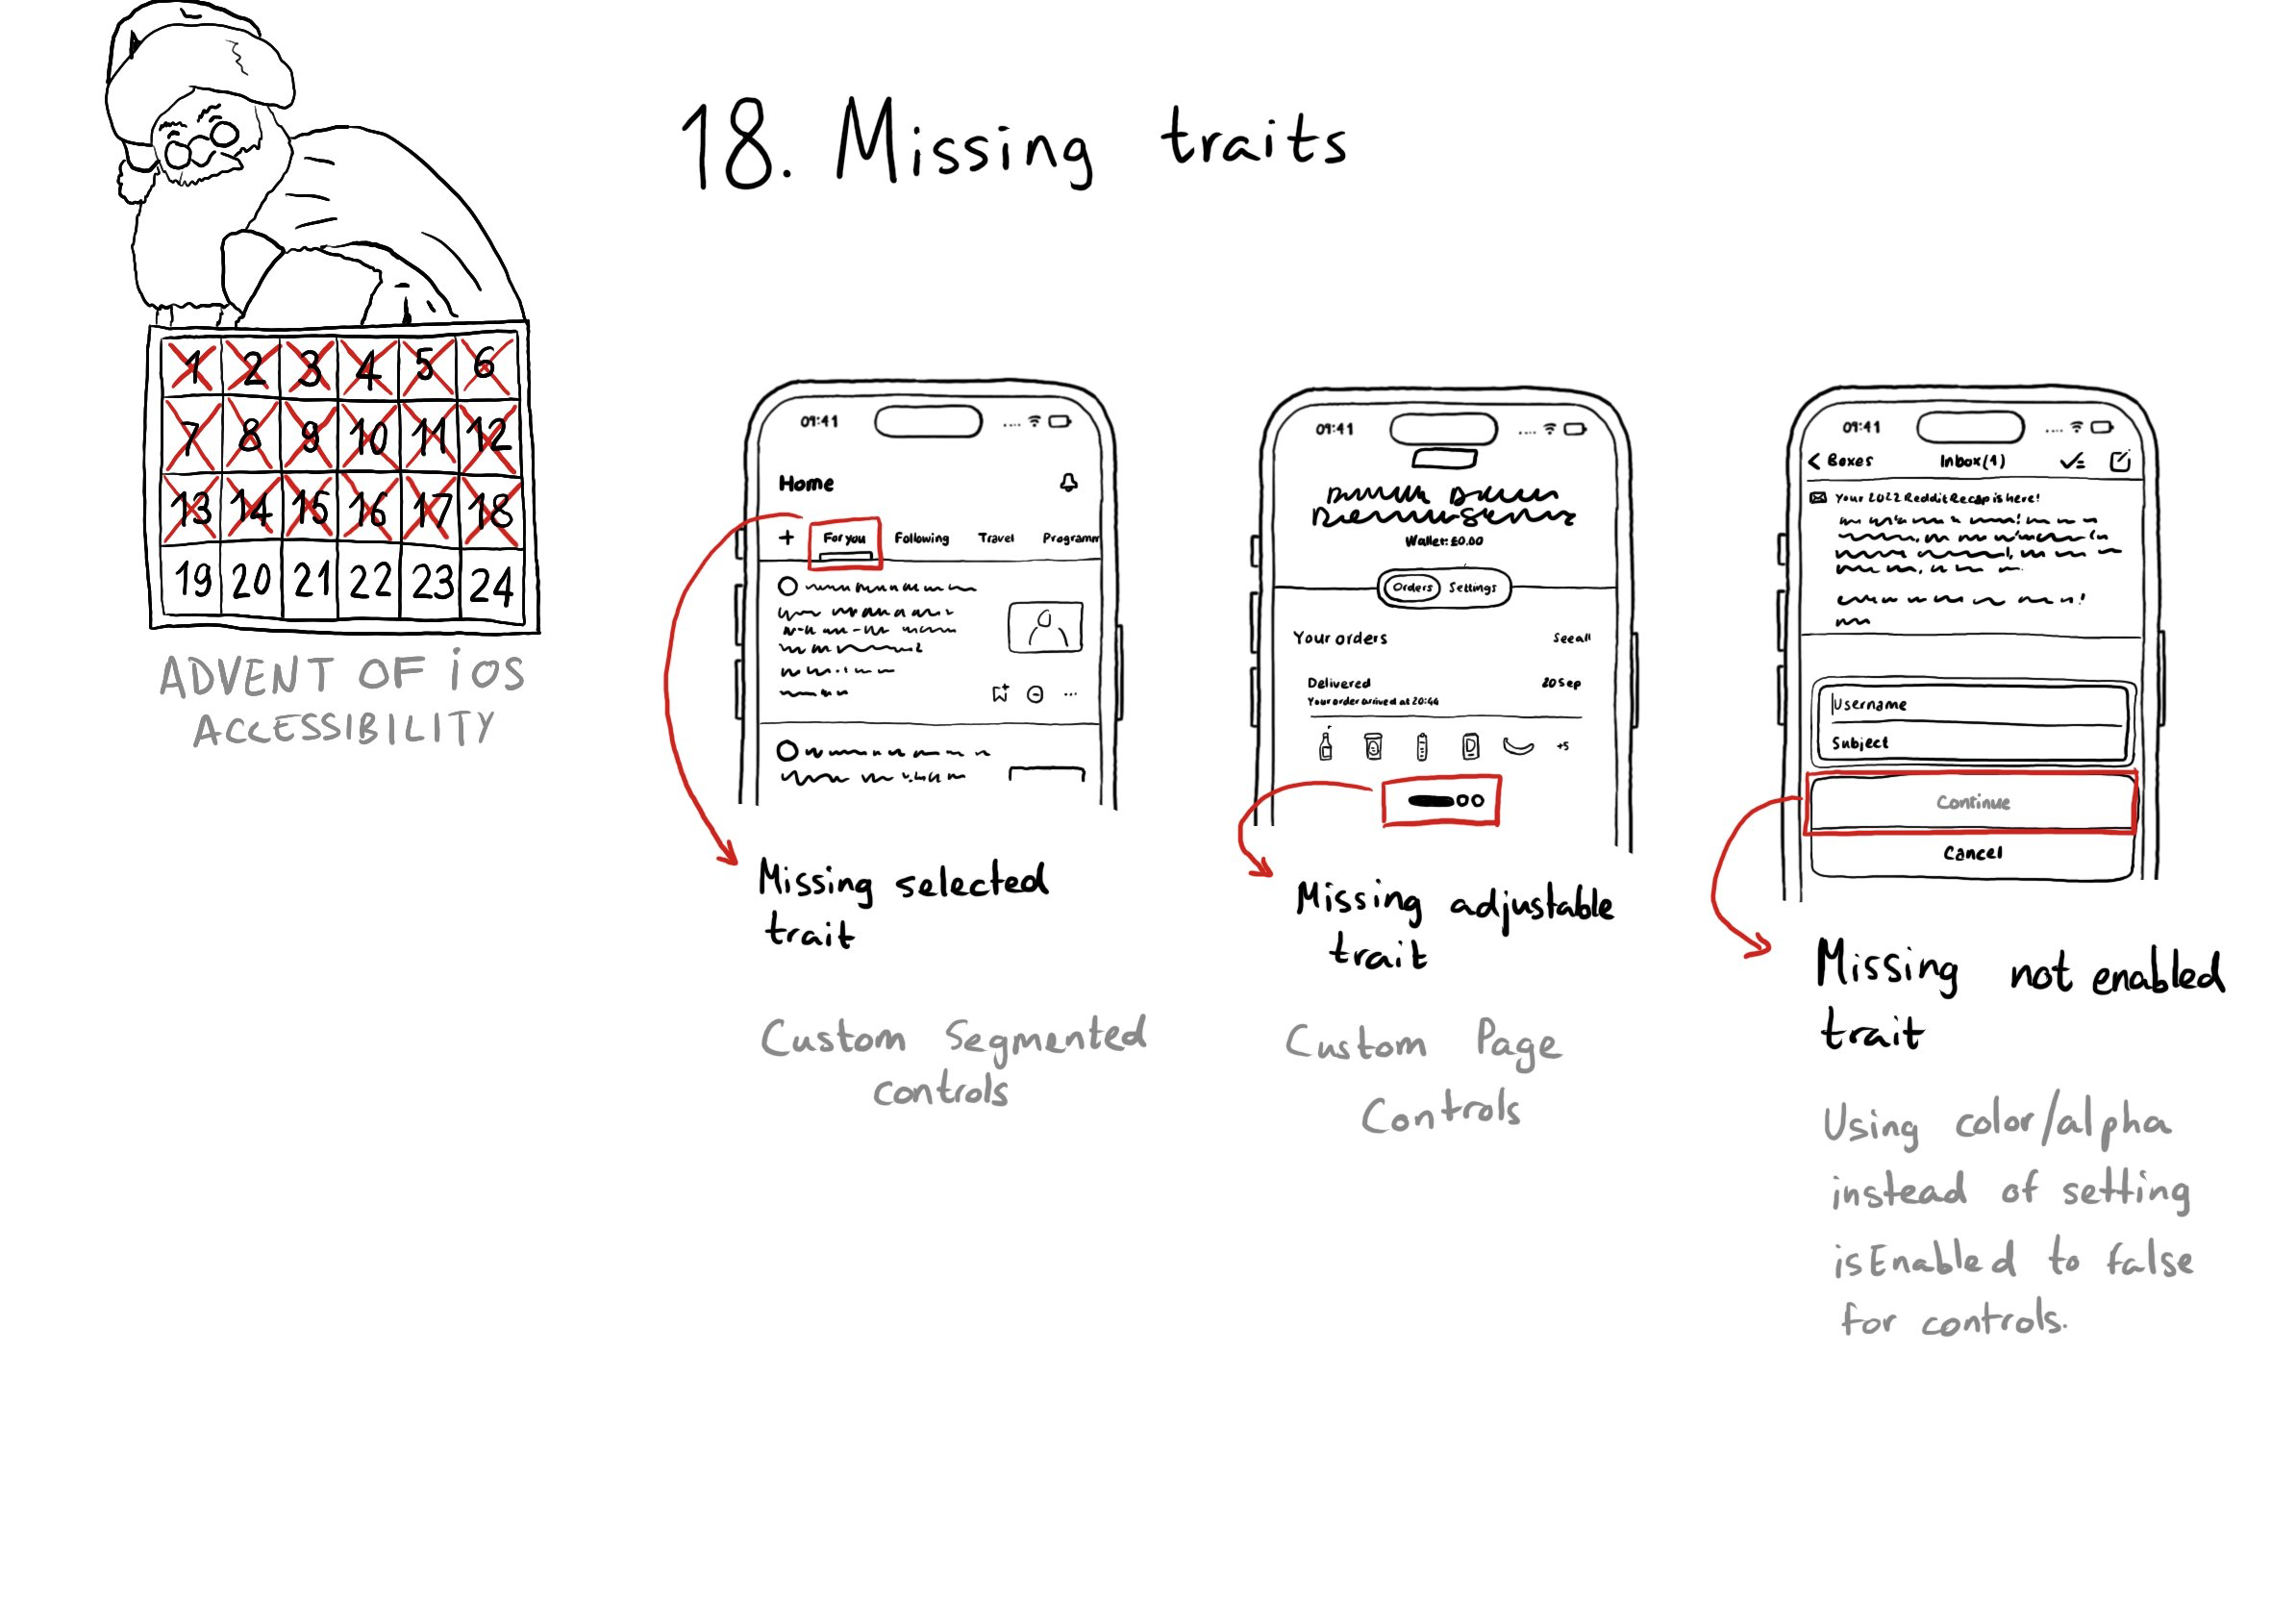 18. Missing traits
1 2 3 4 5 6
7 8 9 10 11 12
13 14 15 16 17 18
19 20 21 22 23 24
ADVENT OF iOS
ACCESSIBILITY
09:41
Home
+ For you Following Travel Programm
Missing selected
trait
Custom Segmented
controls
09:41
Wallet: £0.00
Orders Settings
Your orders See all
Delivered 20 Sep
Your order arrived at 20:44
+5
Missing adjustable
trait
Custom Page
Controls
09:41
< Boxes Inbox (1)
Your 2022 Reddit Recap is here!
Username
Subject
Continue
Cancel
Missing not enabled
trait
Using color/alpha
instead of setting
isEnabled to false
for controls.